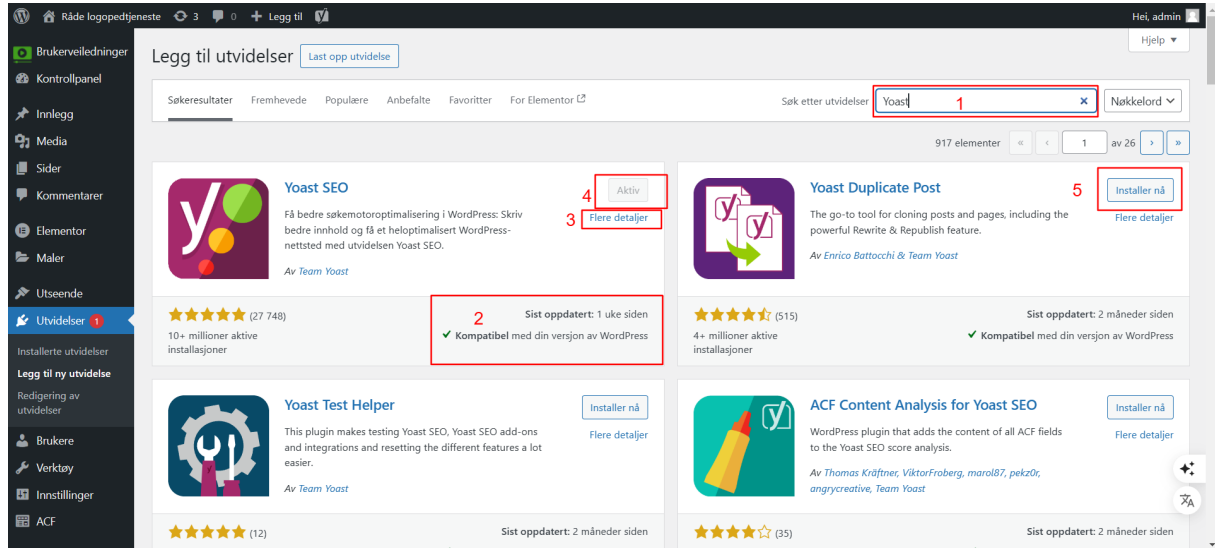 Råde logopedtjeneste 3 0 Legg til Hei, admin
Hjelp ▼
Brukerveiledninger
Kontrollpanel
Innlegg
Media
Sider
Kommentarer
Elementor
Maler
Utseende
Utvidelser 1
Installerte utvidelser
Legg til ny utvidelse
Redigering av
utvidelser
Brukere
Verktøy
Innstillinger
ACF
Legg til utvidelser Last opp utvidelse
Søkeresultater Fremhevede Populære Anbefalte Favoritter For Elementor Søk etter utvidelser Yoast 1 × Nøkkelord
917 elementer « ‹ 1 av 26 › »
Yoast SEO
4 Aktiv
3 Flere detaljer
Få bedre søkemotoroptimalisering i WordPress: Skriv
bedre innhold og få et heloptimalisert WordPress-
nettsted med utvidelsen Yoast SEO.
Av Team Yoast
(27 748)
10+ millioner aktive
installasjoner
2 Sist oppdatert: 1 uke siden
✔ Kompatibel med din versjon av WordPress
Yoast Duplicate Post
5 Installer nå
Flere detaljer
The go-to tool for cloning posts and pages, including the
powerful Rewrite & Republish feature.
Av Enrico Battocchi & Team Yoast
(515)
4+ millioner aktive
installasjoner
Sist oppdatert: 2 måneder siden
✔ Kompatibel med din versjon av WordPress
Yoast Test Helper
Installer nå
Flere detaljer
This plugin makes testing Yoast SEO, Yoast SEO add-ons
and integrations and resetting the different features a lot
easier.
Av Team Yoast
(12)
Sist oppdatert: 2 måneder siden
ACF Content Analysis for Yoast SEO
Installer nå
Flere detaljer
WordPress plugin that adds the content of all ACF fields
to the Yoast SEO score analysis.
Av Thomas Kräftner, ViktorFroberg, marol87, pekz0r,
angrycreative, Team Yoast
(35)
Sist oppdatert: 2 måneder siden